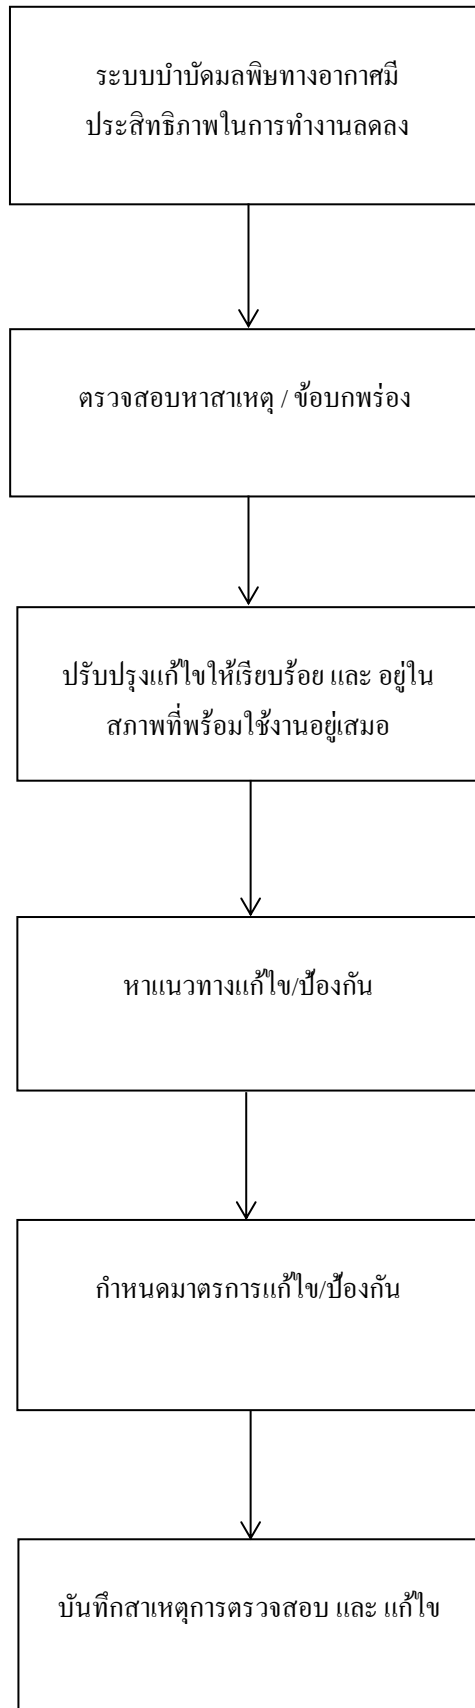 ระบบบำบัดมลพิษทางอากาศมี
ประสิทธิภาพในการทำงานลดลง
ตรวจสอบหาสาเหตุ / ข้อบกพร่อง
ปรับปรุงแก้ไขให้เรียบร้อย และ อยู่ใน
สภาพที่พร้อมใช้งานอยู่เสมอ
หาแนวทางแก้ไข/ป้องกัน
กำหนดมาตรการแก้ไข/ป้องกัน
บันทึกสาเหตุการตรวจสอบ และ แก้ไข